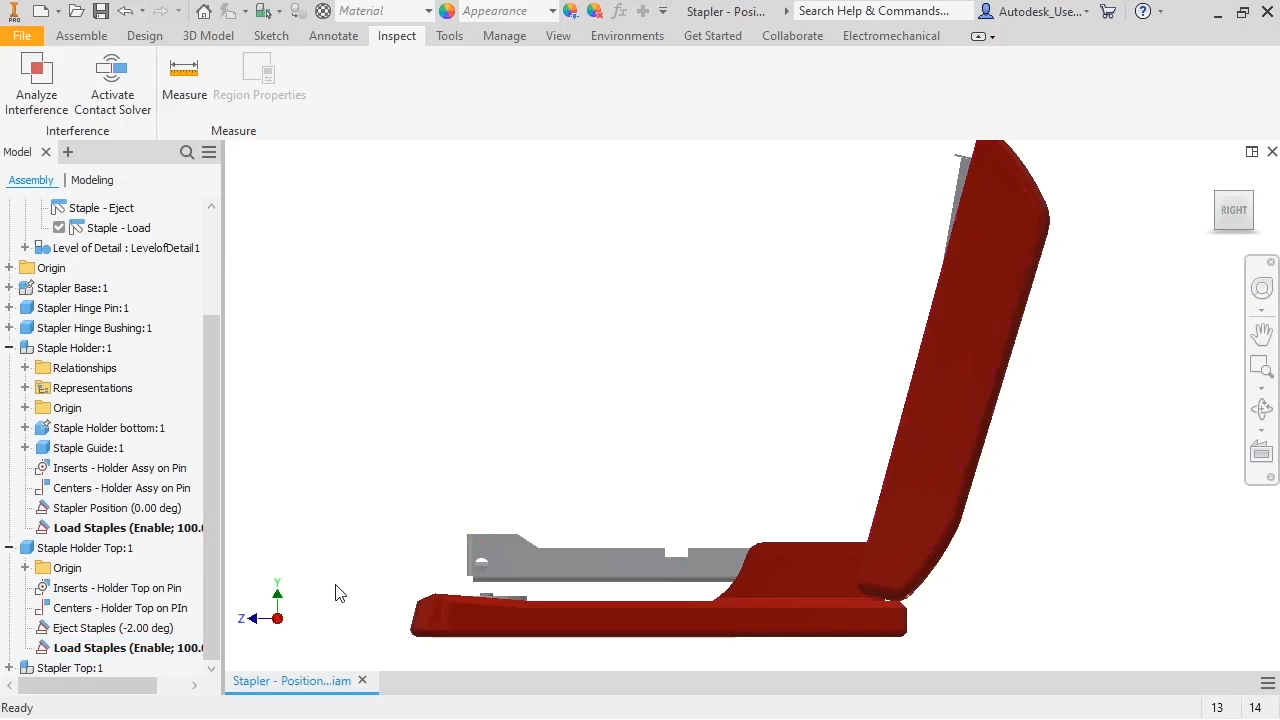 PRO Material Appearance fx Stapler - Posi... Search Help & Commands... Autodesk_Use...
File Assemble Design 3D Model Sketch Annotate Inspect Tools Manage View Environments Get Started Collaborate Electromechanical
Analyze Interference
Activate Contact Solver
Measure
Region Properties
Interference
Measure
Model
Assembly | Modeling
Staple - Eject
Staple - Load
Level of Detail : LevelofDetail1
Origin
Stapler Base:1
Stapler Hinge Pin:1
Stapler Hinge Bushing:1
Staple Holder:1
Relationships
Representations
Origin
Staple Holder bottom:1
Staple Guide:1
Inserts - Holder Assy on Pin
Centers - Holder Assy on Pin
Stapler Position (0.00 deg)
Load Staples (Enable; 100.0
Staple Holder Top:1
Origin
Inserts - Holder Top on Pin
Centers - Holder Top on PIn
Eject Staples (-2.00 deg)
Load Staples (Enable; 100.0
Stapler Top:1
RIGHT
Y
Z
Stapler - Position...iam
Ready
13 14